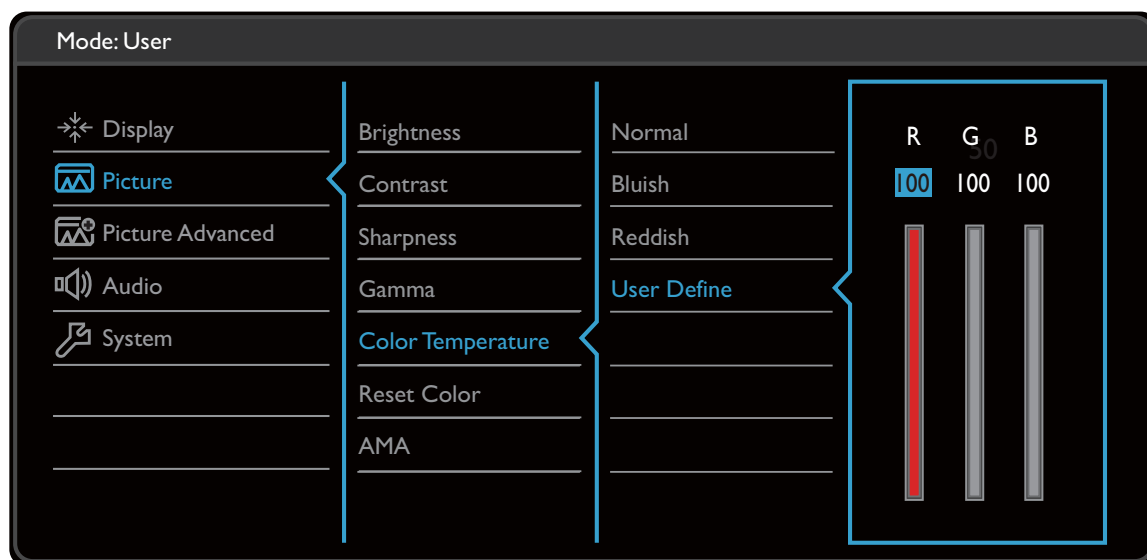 Mode: User
Display
Picture
Picture Advanced
Audio
System
Brightness
Contrast
Sharpness
Gamma
Color Temperature
Reset Color
AMA
Normal
Bluish
Reddish
User Define
R G B
50
100 100 100